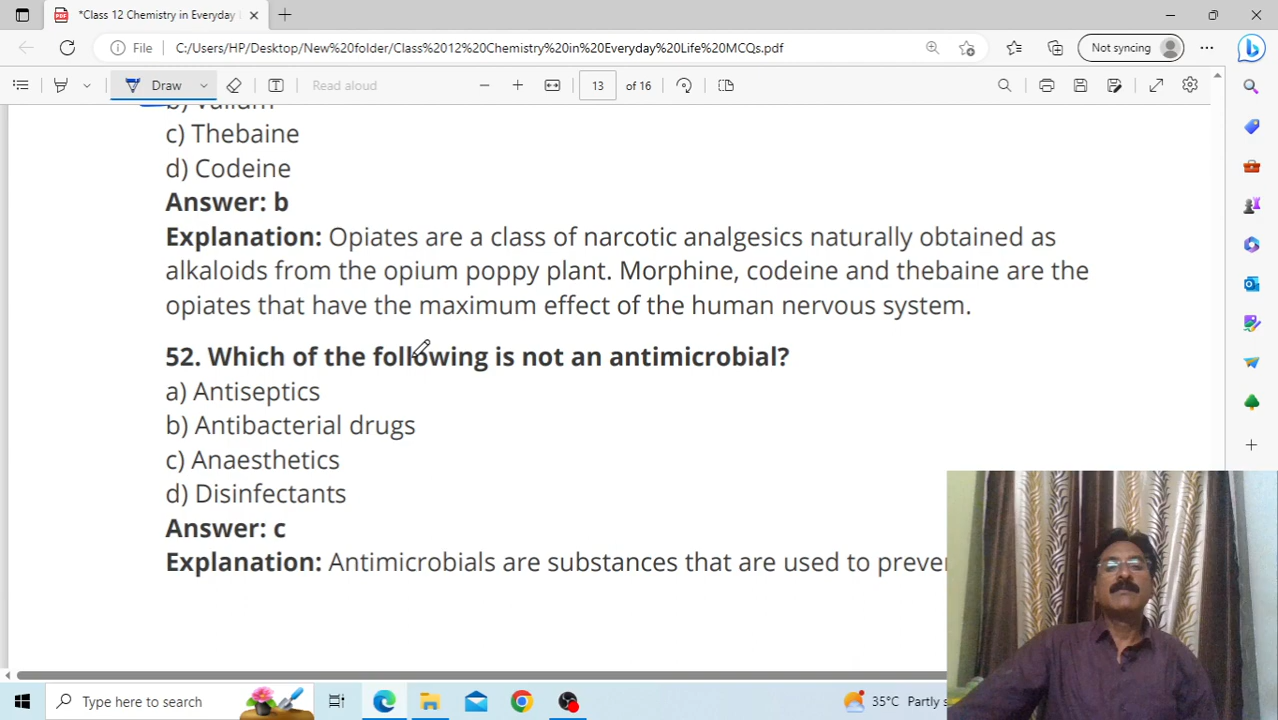 *Class 12 Chemistry in Everyday
File
C:/Users/HP/Desktop/New%20folder/Class%2012%20Chemistry%20in%20Everyday%20Life%20MCQs.pdf
Not syncing
Draw
Read aloud
13
of 16
b) Valium
c) Thebaine
d) Codeine
Answer: b
Explanation: Opiates are a class of narcotic analgesics naturally obtained as
alkaloids from the opium poppy plant. Morphine, codeine and thebaine are the
opiates that have the maximum effect of the human nervous system.
52. Which of the following is not an antimicrobial?
a) Antiseptics
b) Antibacterial drugs
c) Anaesthetics
d) Disinfectants
Answer: c
Explanation: Antimicrobials are substances that are used to preven
Type here to search
35°C Partly s